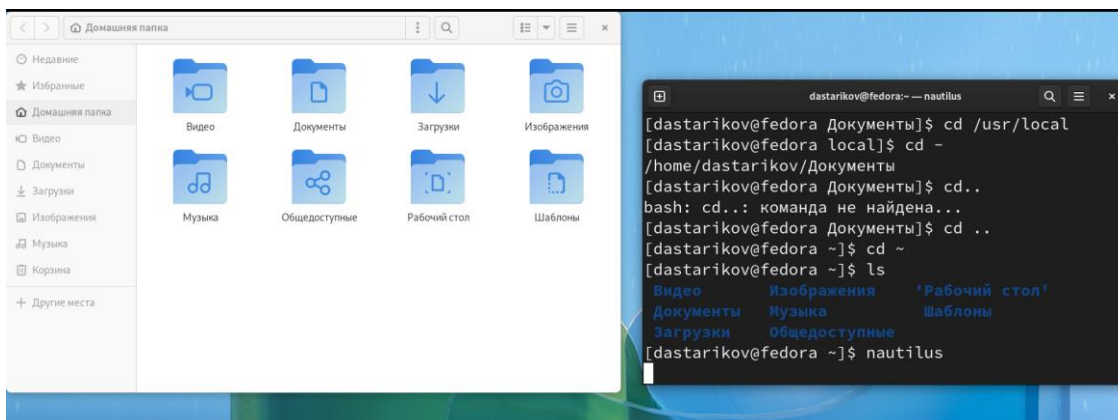 Домашняя папка
Недавние
Избранные
Домашняя папка
Видео
Документы
Загрузки
Изображения
Музыка
Корзина
+ Другие места
Видео Документы Загрузки Изображения
Музыка Общедоступные Рабочий стол Шаблоны
dastarikov@fedora:~ — nautilus
[dastarikov@fedora Документы]$ cd /usr/local
[dastarikov@fedora local]$ cd -
/home/dastarikov/Документы
[dastarikov@fedora Документы]$ cd..
bash: cd..: команда не найдена...
[dastarikov@fedora Документы]$ cd ..
[dastarikov@fedora ~]$ cd ~
[dastarikov@fedora ~]$ ls
Видео Изображения 'Рабочий стол'
Документы Музыка Шаблоны
Загрузки Общедоступные
[dastarikov@fedora ~]$ nautilus